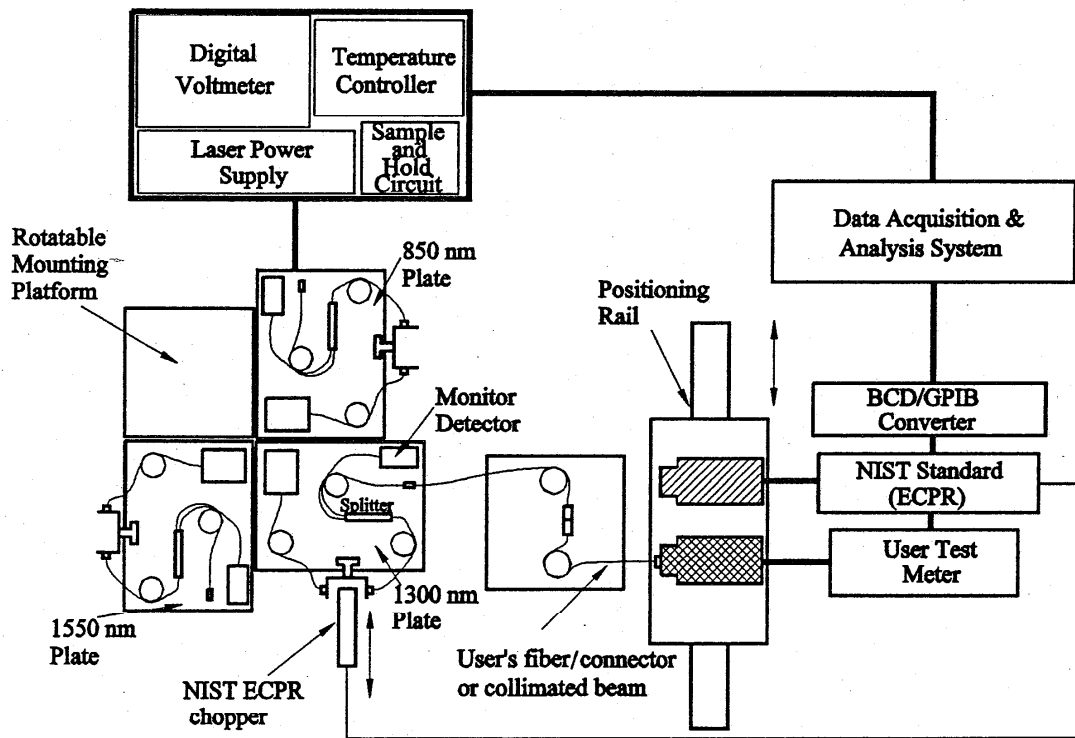 Digital
Voltmeter
Temperature
Controller
Laser Power
Supply
Sample
and
Hold
Circuit
Data Acquisition &
Analysis System
Rotatable
Mounting
Platform
850 nm
Plate
Positioning
Rail
Monitor
Detector
BCD/GPIB
Converter
NIST Standard
(ECPR)
Splitter
User Test
Meter
1300 nm
Plate
1550 nm
Plate
User's fiber/connector
or collimated beam
NIST ECPR
chopper